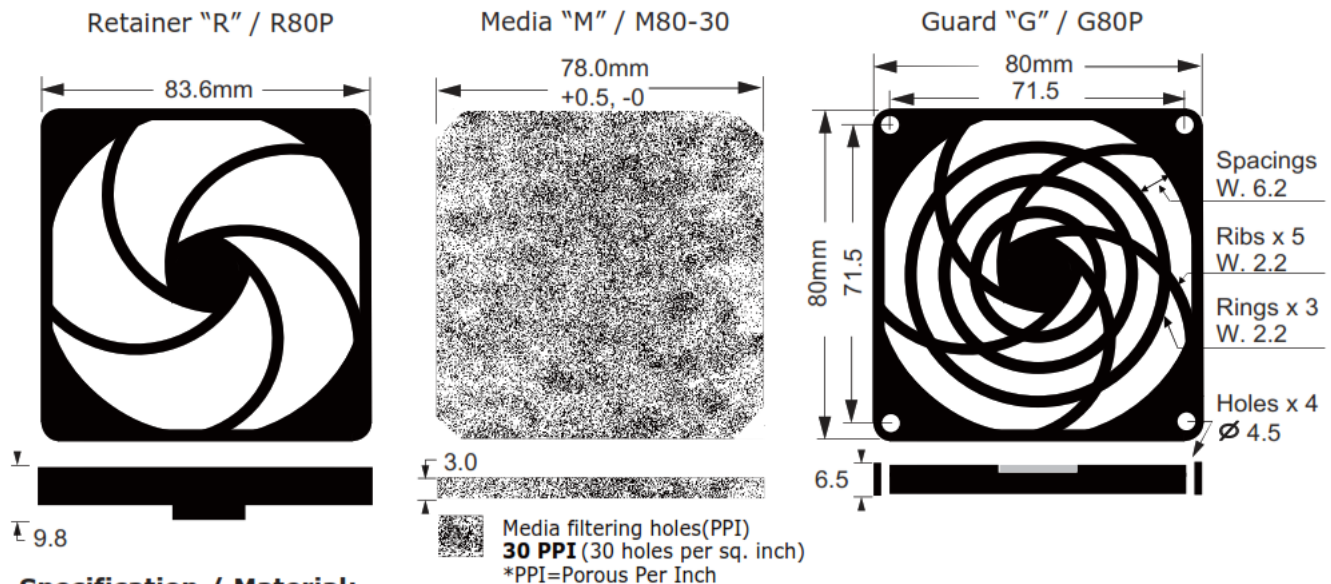 Retainer “R” / R80P
Media “M” / M80-30
Guard “G” / G80P
83.6mm
78.0mm
+0.5, -0
80mm
71.5
80mm
71.5
Spacings
W. 6.2
Ribs x 5
W. 2.2
Rings x 3
W. 2.2
Holes x 4
Ø 4.5
9.8
3.0
6.5
Media filtering holes(PPI)
30 PPI (30 holes per sq. inch)
*PPI=Porous Per Inch
Specification / Material: